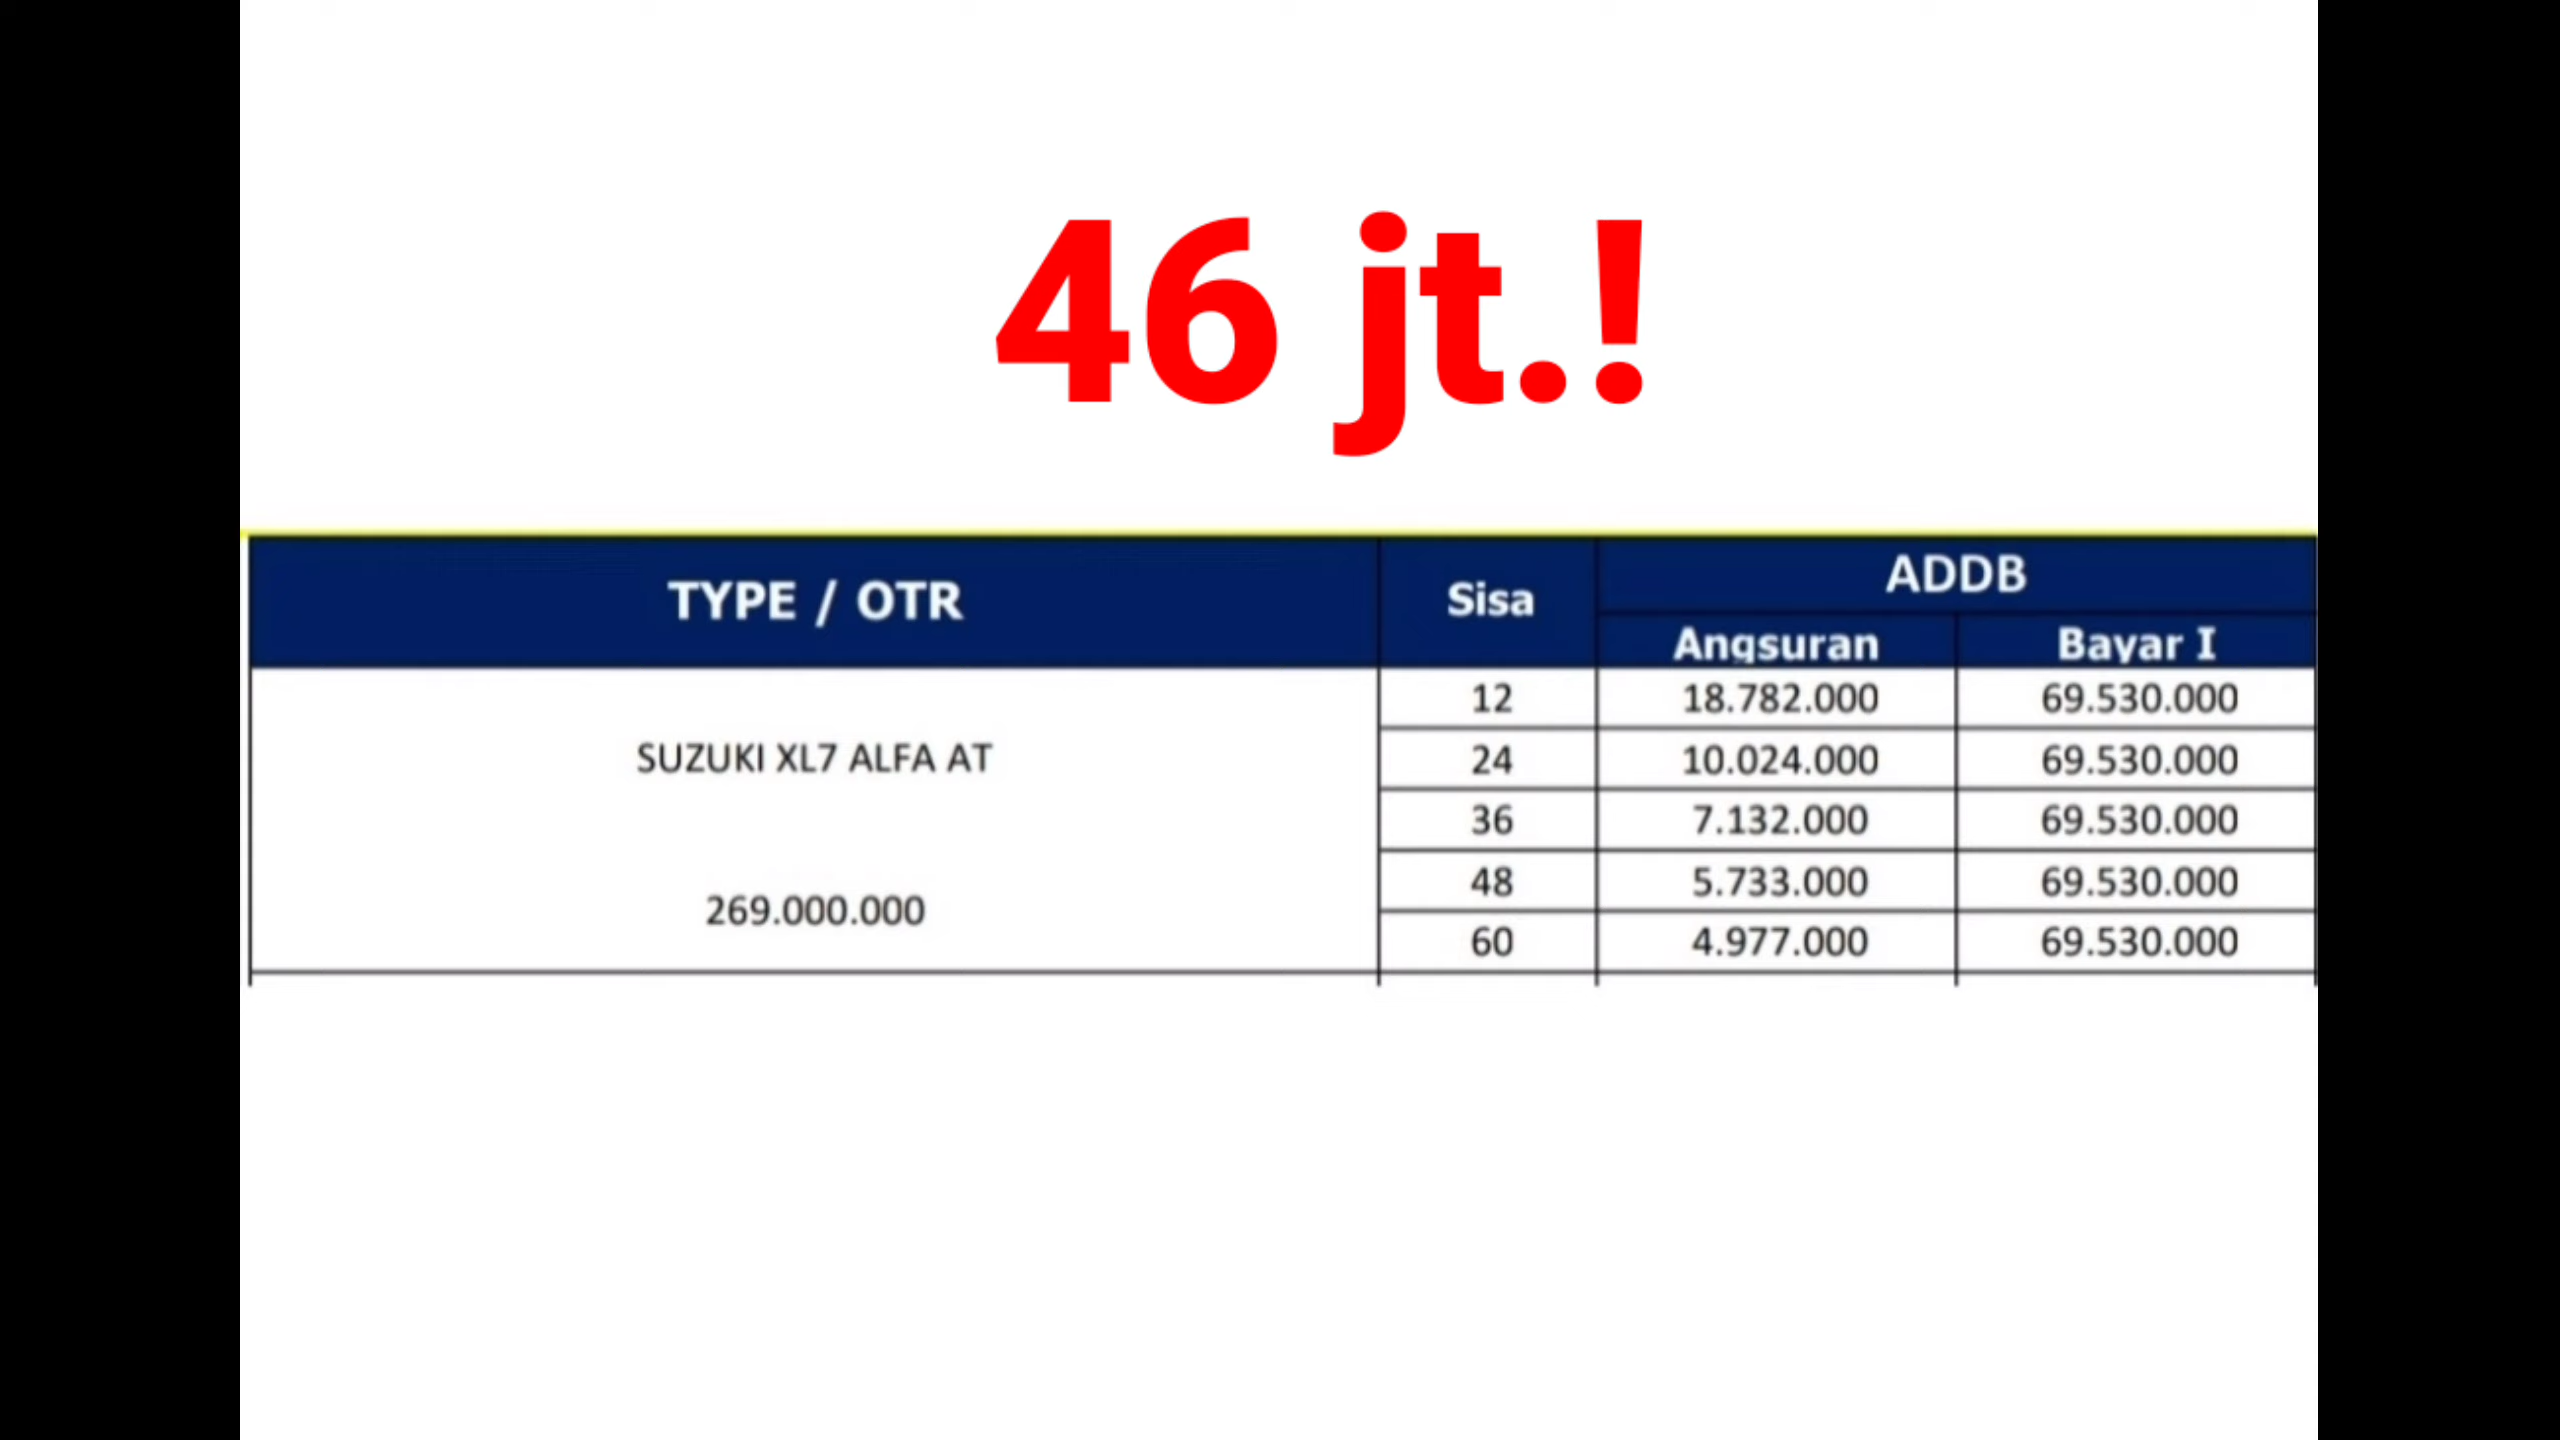 46 jt.!
TYPE / OTR Sisa ADDB
Angsuran Bayar I
SUZUKI XL7 ALFA AT
269.000.000
12 18.782.000 69.530.000
24 10.024.000 69.530.000
36 7.132.000 69.530.000
48 5.733.000 69.530.000
60 4.977.000 69.530.000